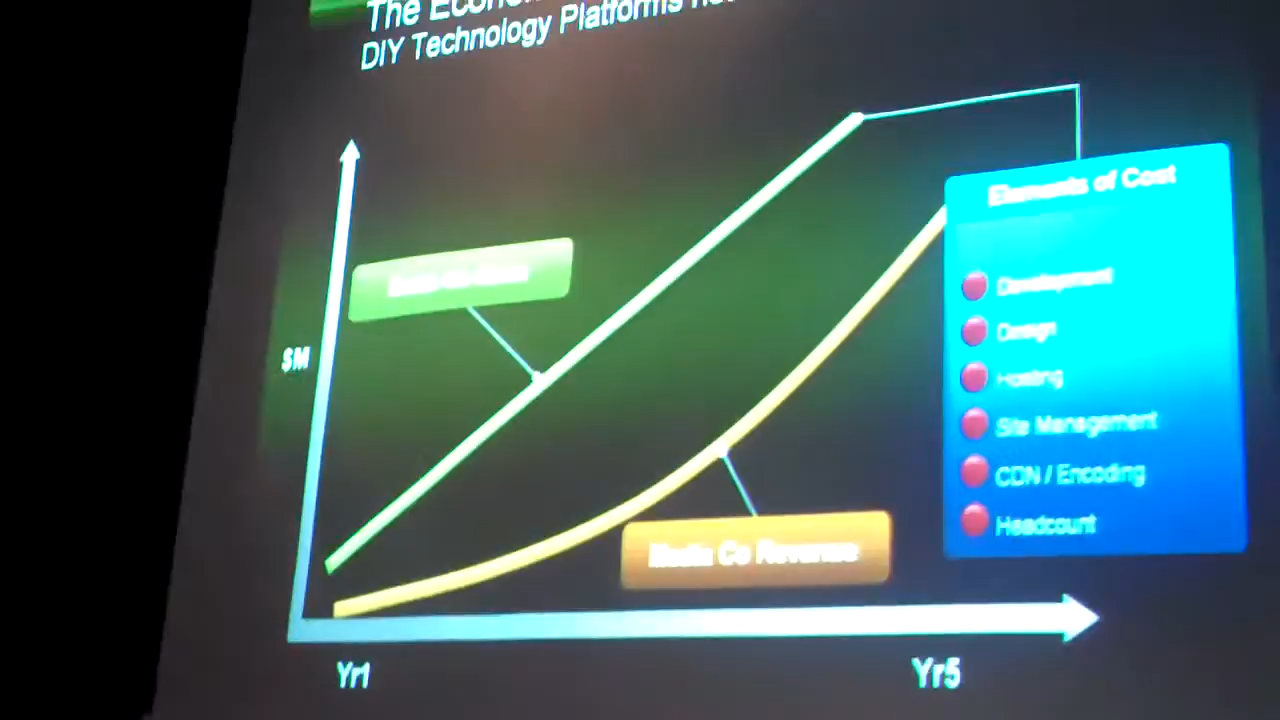 The
DIY Technology Platforms
Elements of Cost
Development
Design
Hosting
Site Management
CDN / Encoding
Headcount
$M
Media Co Revenue
Yr1
Yr5